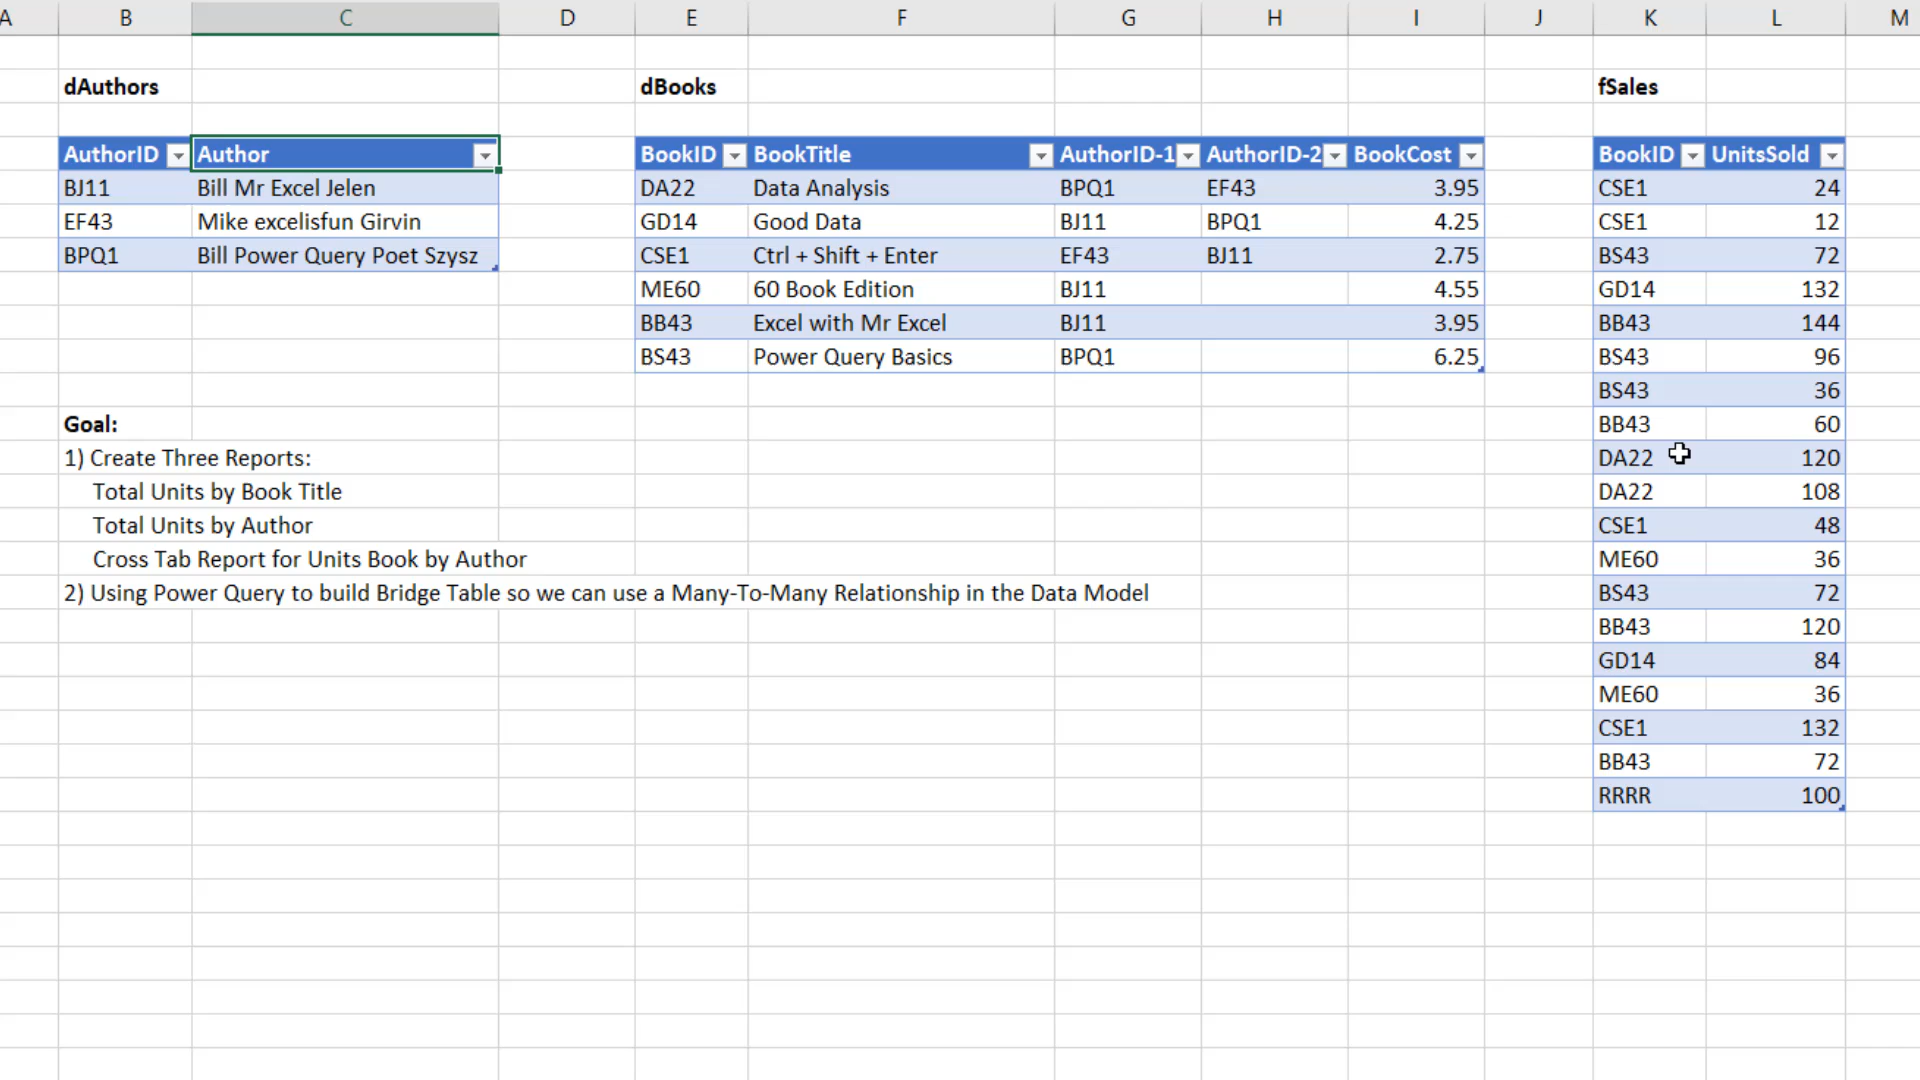 A B C D E F G H I J K L M
dAuthors dBooks fSales
AuthorID Author BookID BookTitle AuthorID-1 AuthorID-2 BookCost BookID UnitsSold
BJ11 Bill Mr Excel Jelen DA22 Data Analysis BPQ1 EF43 3.95 CSE1 24
EF43 Mike excelisfun Girvin GD14 Good Data BJ11 BPQ1 4.25 CSE1 12
BPQ1 Bill Power Query Poet Szysz CSE1 Ctrl + Shift + Enter EF43 BJ11 2.75 BS43 72
ME60 60 Book Edition BJ11 4.55 GD14 132
BB43 Excel with Mr Excel BJ11 3.95 BB43 144
BS43 Power Query Basics BPQ1 6.25 BS43 96
BS43 36
Goal: BB43 60
1) Create Three Reports: DA22 120
Total Units by Book Title DA22 108
Total Units by Author CSE1 48
Cross Tab Report for Units Book by Author ME60 36
2) Using Power Query to build Bridge Table so we can use a Many-To-Many Relationship in the Data Model BS43 72
BB43 120
GD14 84
ME60 36
CSE1 132
BB43 72
RRRR 100